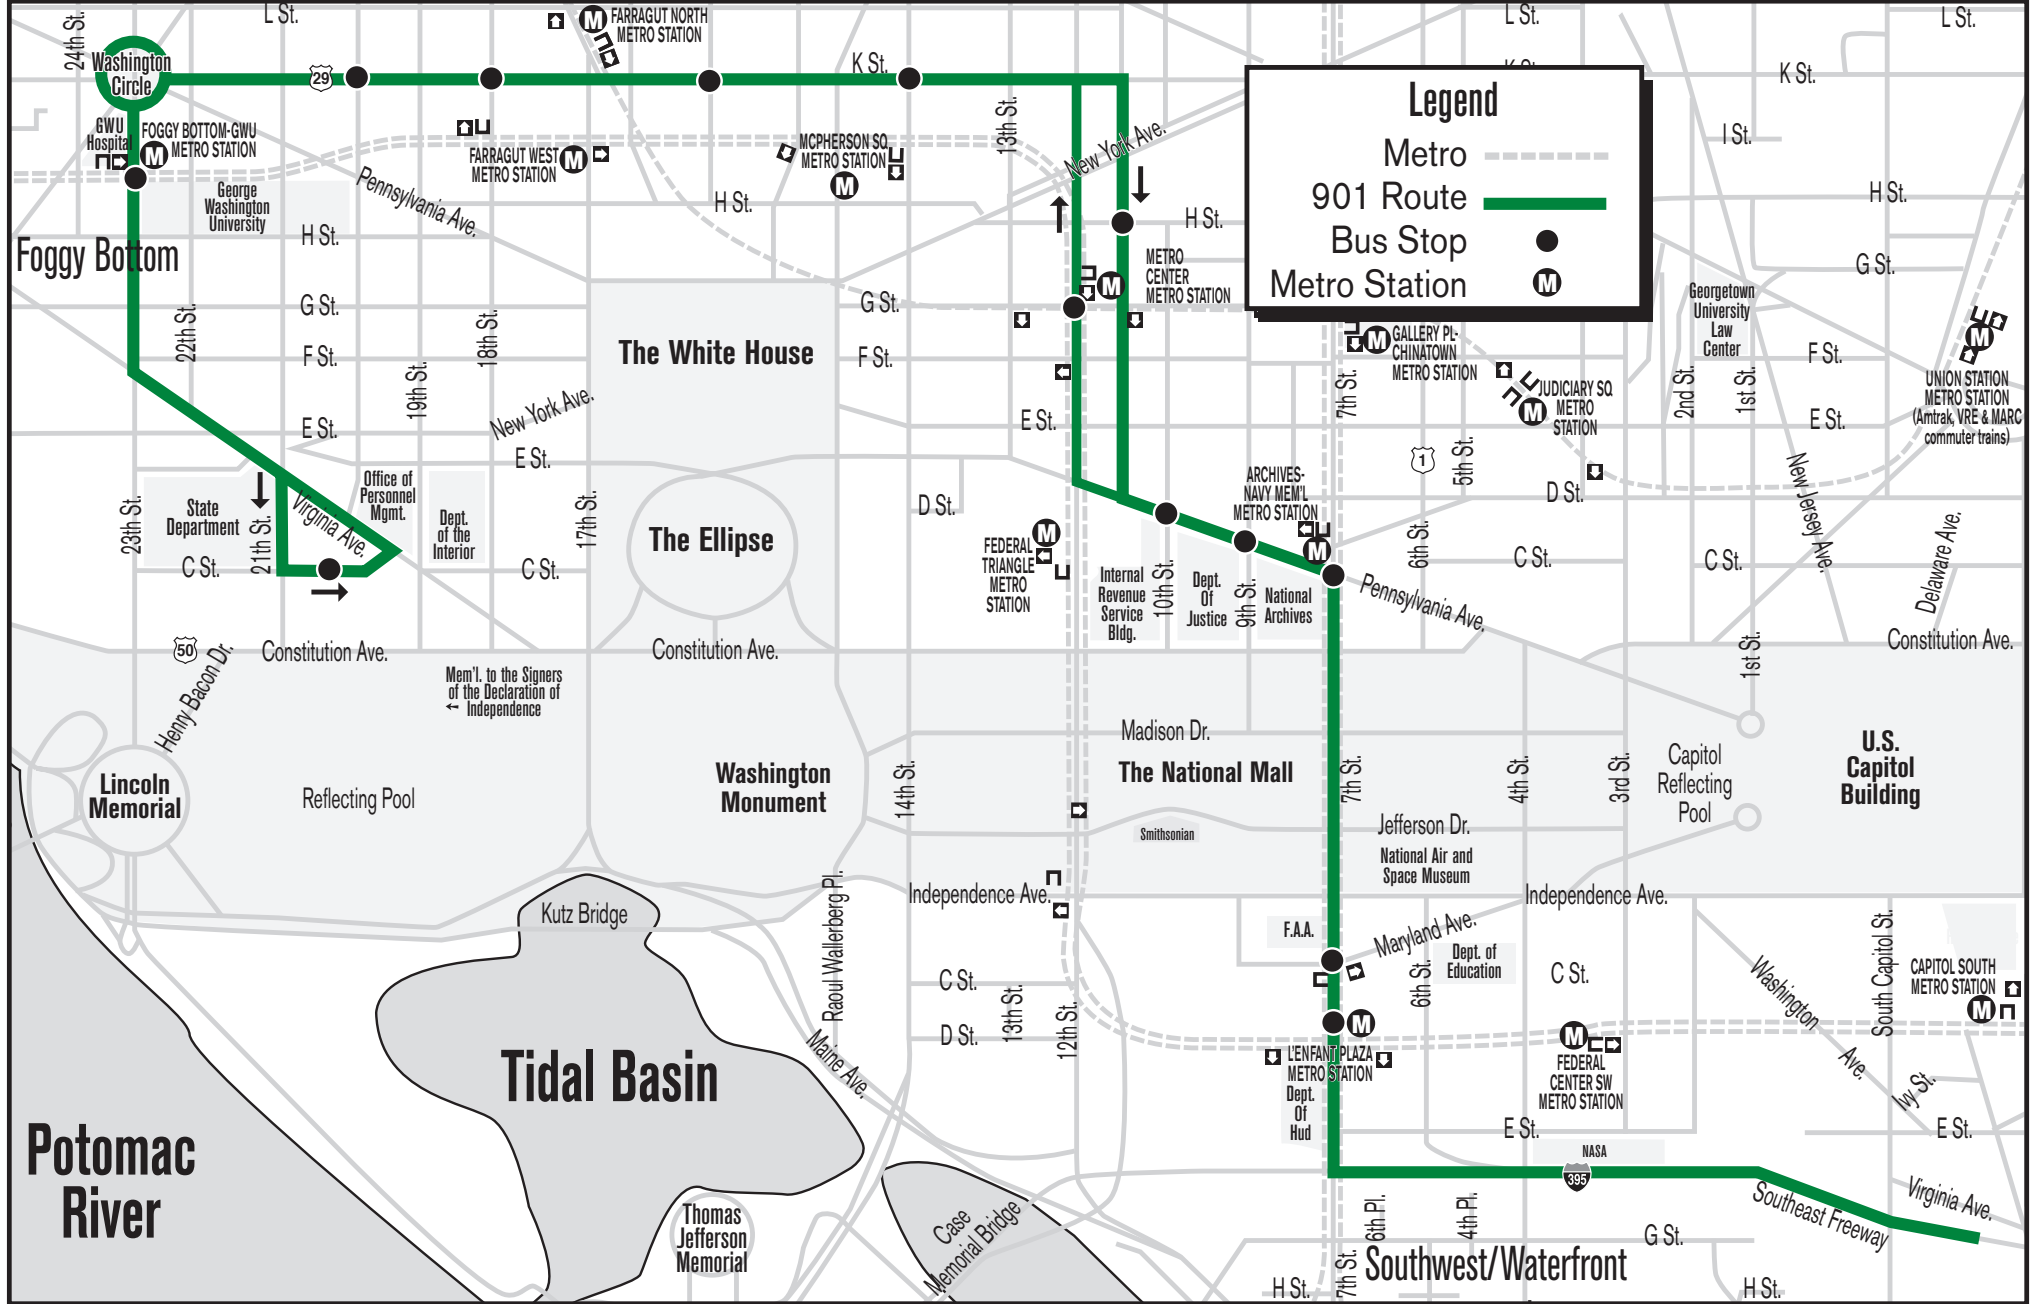 24th St.
L St.
FARRAGUT NORTH
METRO STATION
L St.
L St.
Washington
Circle
29
K St.
K St.
Legend
Metro
901 Route
Bus Stop
Metro Station
M
GWU
Hospital
FOGGY BOTTOM-GWU
METRO STATION
M
FARRAGUT WEST
METRO STATION
M
MCPHERSON SQ
METRO STATION
M
M
13th St.
New York Ave.
I St.
George
Washington
University
Pennsylvania Ave.
H St.
H St.
H St.
H St.
Foggy Bottom
METRO
CENTER
METRO STATION
M
G St.
G St.
G St.
22th St.
18th St.
The White House
F St.
F St.
F St.
19th St.
New York Ave.
E St.
E St.
E St.
E St.
7th St.
GALLERY PL-
CHINATOWN
METRO STATION
M
JUDICIARY SQ
METRO
STATION
M
Georgetown
University
Law
Center
2nd St.
1st St.
M
UNION STATION
METRO STATION
(Amtrak, VRE & MARC
commuter trains)
1
5th St.
D St.
D St.
New Jersey Ave.
Delaware Ave.
23th St.
State
Department
21th St.
Virginia Ave.
Office of
Personnel
Mgmt.
Dept.
of the
Interior
17th St.
The Ellipse
C St.
C St.
C St.
C St.
M
FEDERAL
TRIANGLE
METRO
STATION
ARCHIVES-
NAVY MEM'L
METRO STATION
M
Internal
Revenue
Service
Bldg.
10th St.
Dept.
Of
Justice
9th St.
National
Archives
6th St.
Pennsylvania Ave.
50
Henry Bacon Dr.
Constitution Ave.
Constitution Ave.
Constitution Ave.
1st St.
Mem'l. to the Signers
of the Declaration of
Independence
Madison Dr.
The National Mall
Lincoln
Memorial
Reflecting Pool
Washington
Monument
14th St.
7th St.
4th St.
3rd St.
Capitol
Reflecting
Pool
U.S.
Capitol
Building
Smithsonian
Jefferson Dr.
National Air and
Space Museum
Raoul Wallerberg Pl.
Independence Ave.
Independence Ave.
Kutz Bridge
F.A.A.
Maryland Ave.
Dept. of
Education
6th St.
C St.
C St.
Washington
Ave.
South Capitol St.
CAPITOL SOUTH
METRO STATION
M
D St.
13th St.
12th St.
Maine Ave.
Tidal Basin
M
L'ENFANT PLAZA
METRO STATION
Dept.
Of
Hud
M
FEDERAL
CENTER SW
METRO STATION
Ivy St.
E St.
E St.
NASA
395
Potomac
River
Thomas
Jefferson
Memorial
Case
Memorial Bridge
6th Pl.
4th Pl.
7th St.
Southwest/Waterfront
G St.
Southeast Freeway
Virginia Ave.
H St.
H St.